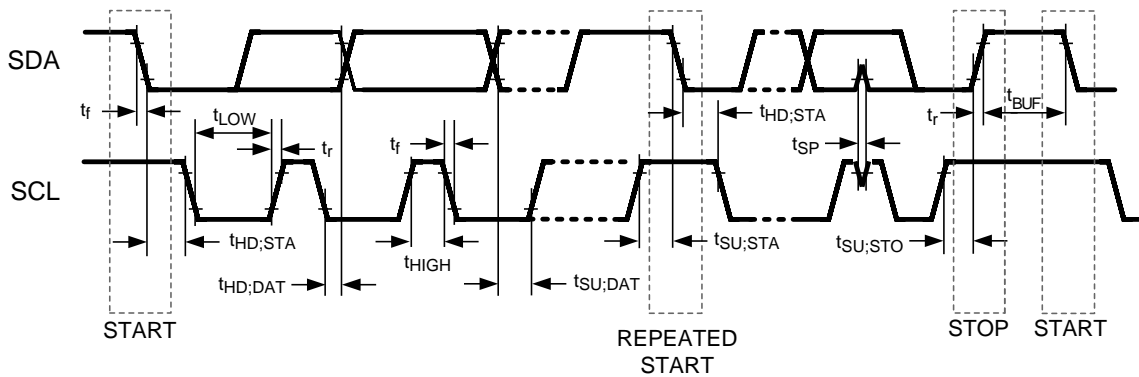 SDA
t_f
t_LOW
t_r
t_f
t_HD;STA
t_SP
t_r
t_BUF
SCL
t_HD;STA
t_HD;DAT
t_HIGH
t_SU;DAT
t_SU;STA
t_SU;STO
START
REPEATED
START
STOP
START